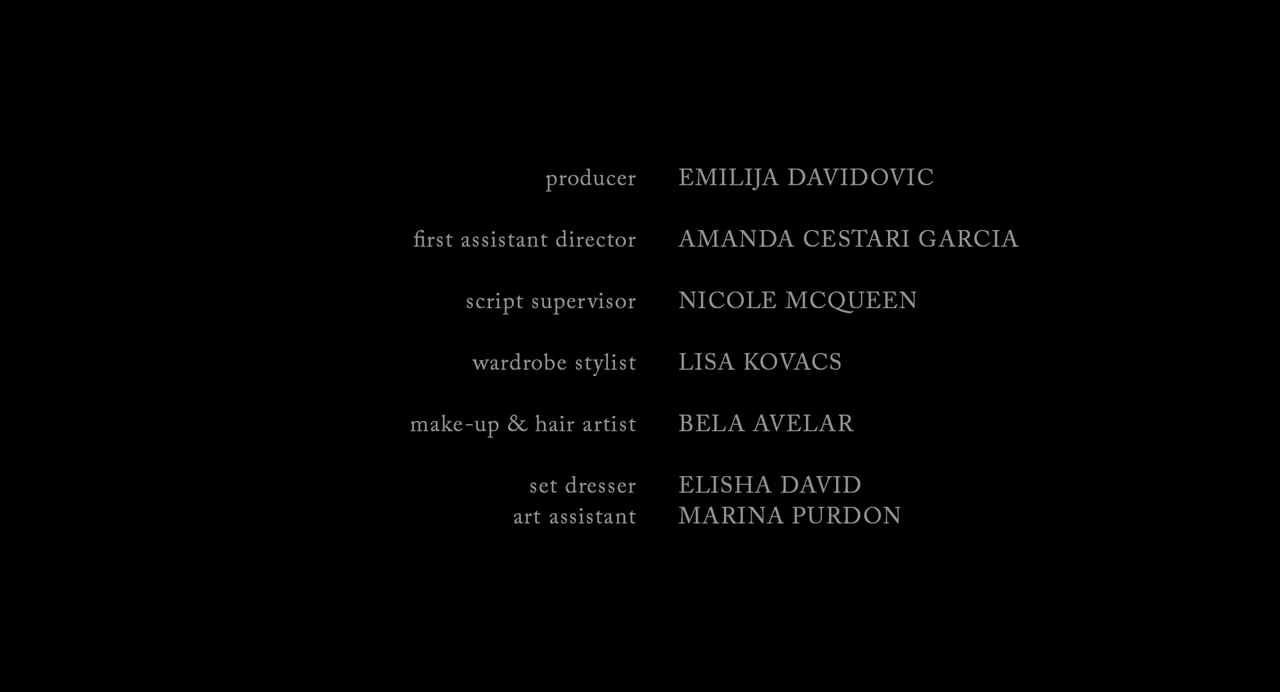 producer EMILIJA DAVIDOVIC
first assistant director AMANDA CESTARI GARCIA
script supervisor NICOLE MCQUEEN
wardrobe stylist LISA KOVACS
make-up & hair artist BELA AVELAR
set dresser ELISHA DAVID
art assistant MARINA PURDON